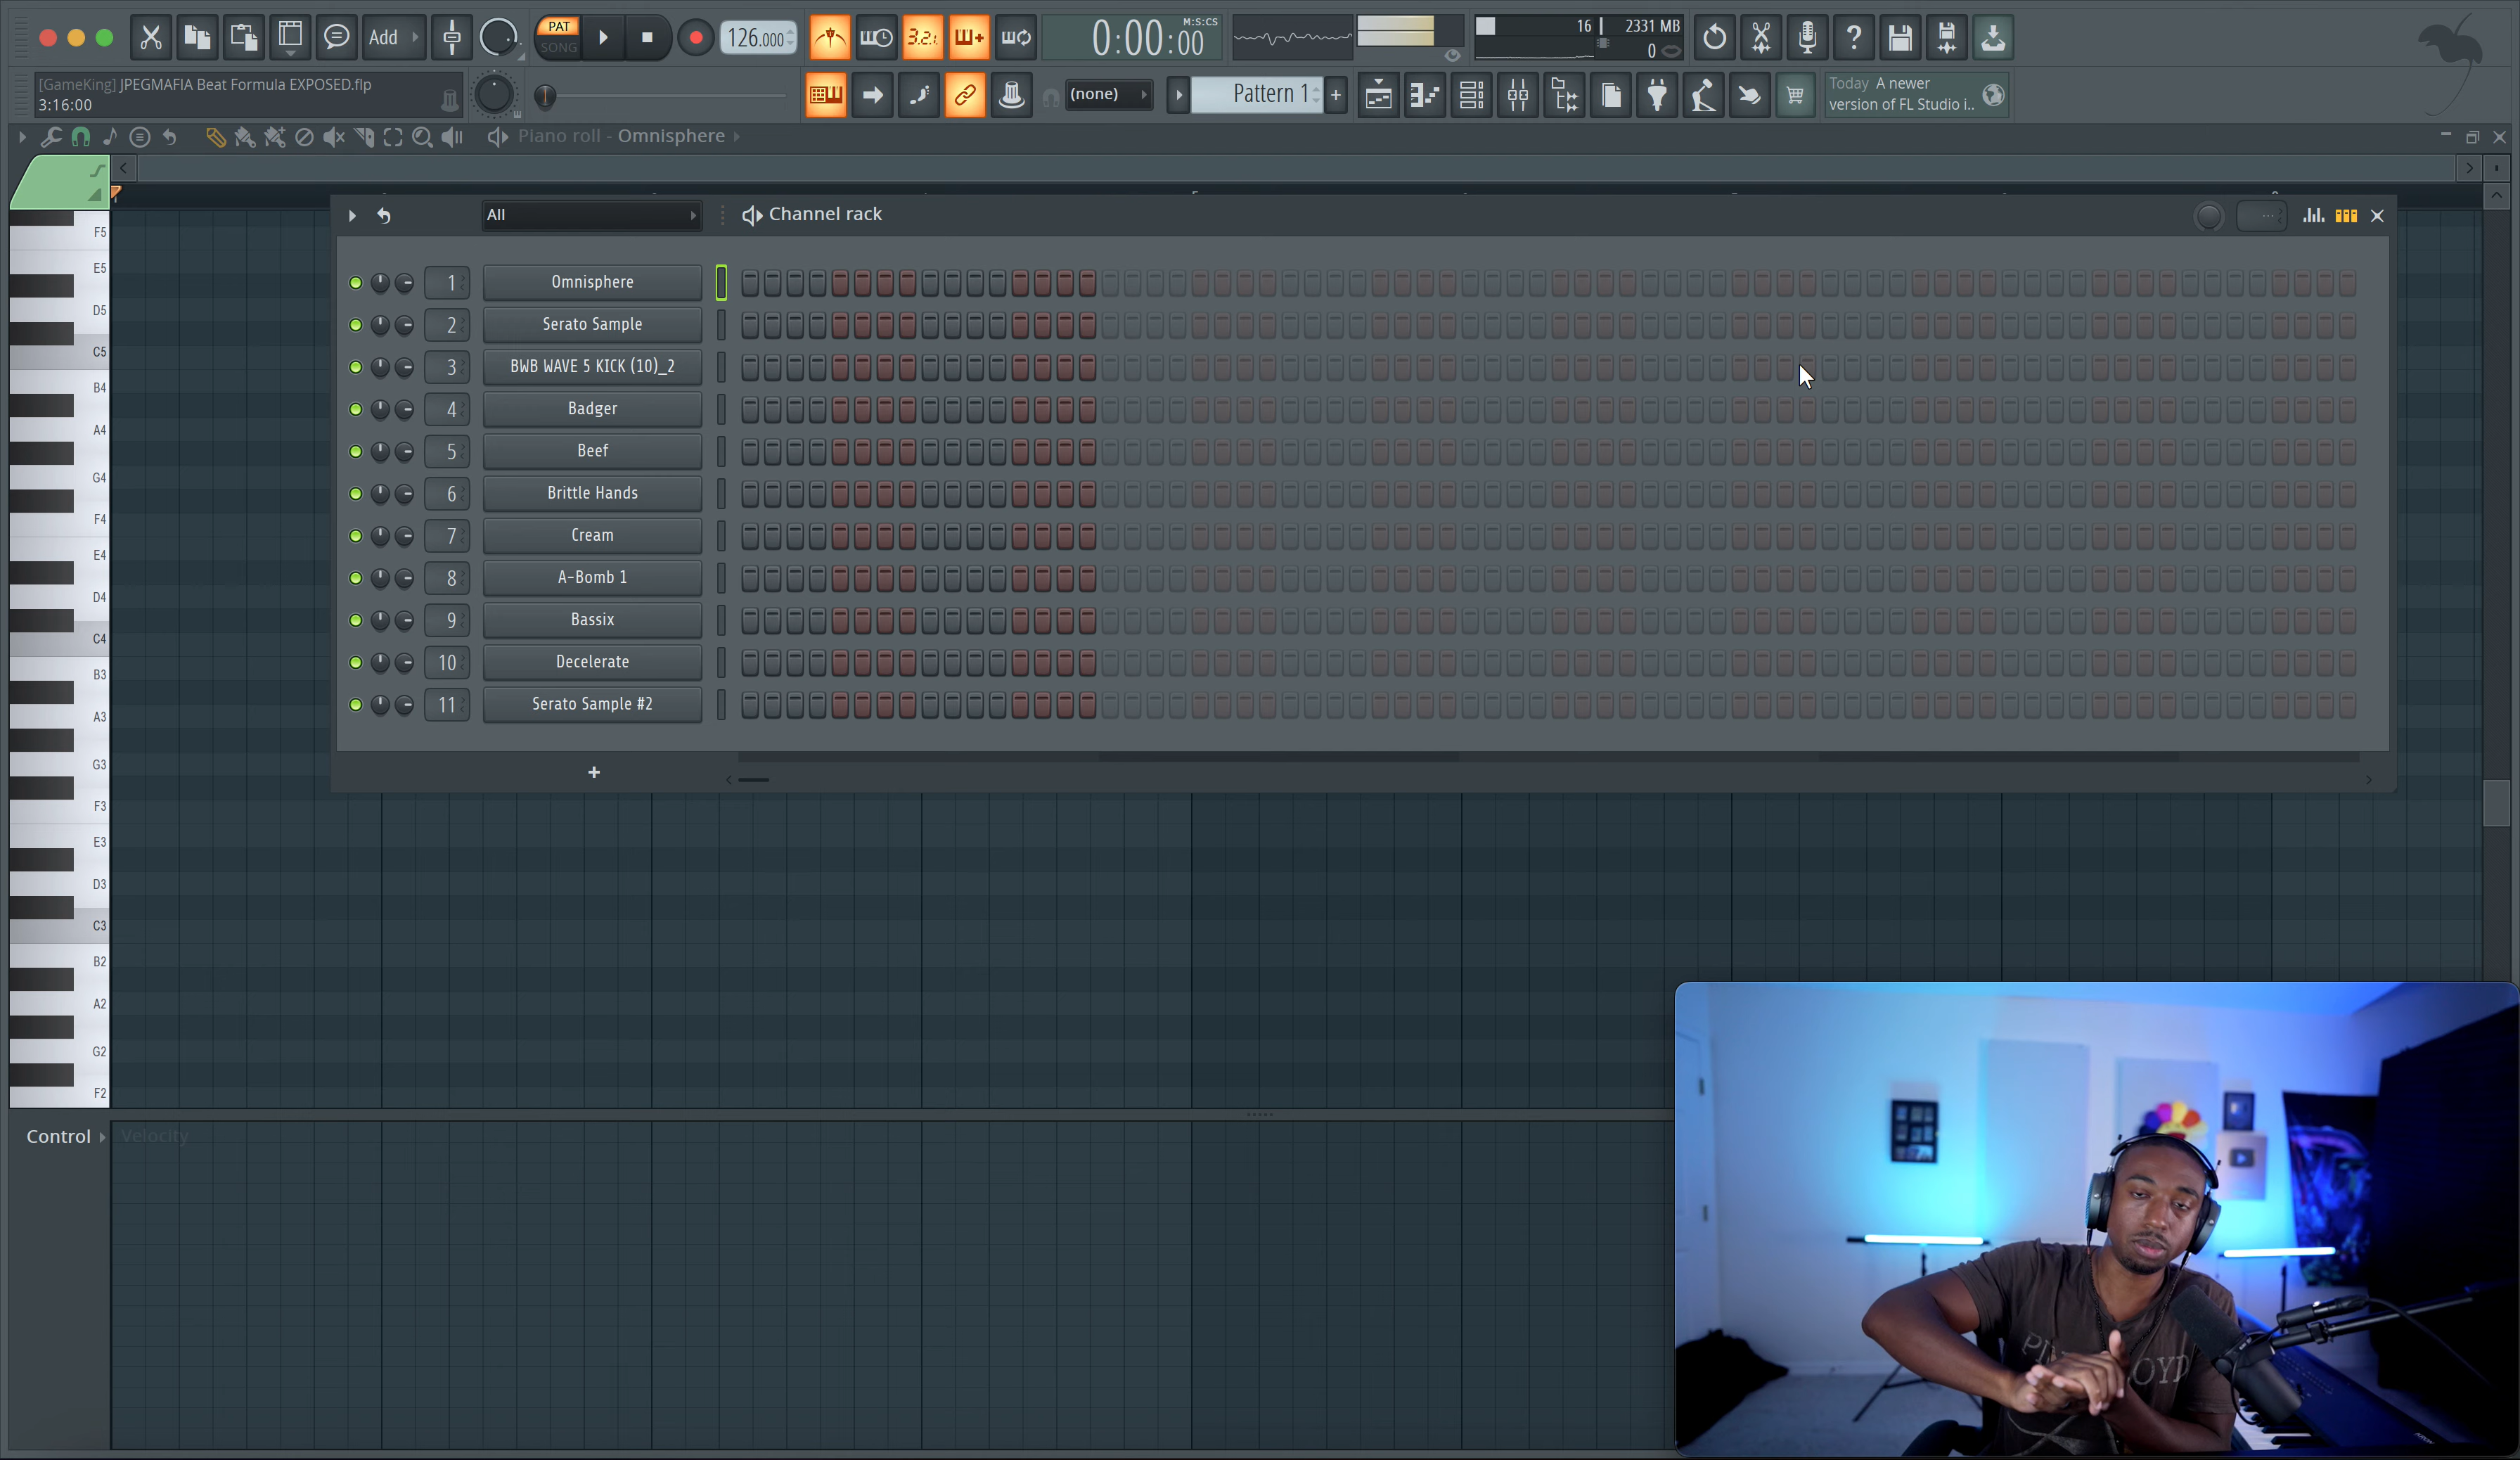 Add
PAT
SONG
126.000
3.2.1
M:S:CS
0:00:00
16
2331 MB
0
?
[GameKing] JPEGMAFIA Beat Formula EXPOSED.flp
3:16:00
(none)
Pattern 1
+
Today A newer
version of FL Studio i..
Piano roll - Omnisphere
All
Channel rack
1 Omnisphere
2 Serato Sample
3 BWB WAVE 5 KICK (10)_2
4 Badger
5 Beef
6 Brittle Hands
7 Cream
8 A-Bomb 1
9 Bassix
10 Decelerate
11 Serato Sample #2
+
F5
E5
D5
C5
B4
A4
G4
F4
E4
D4
C4
B3
A3
G3
F3
E3
D3
C3
B2
A2
G2
F2
Control
Velocity